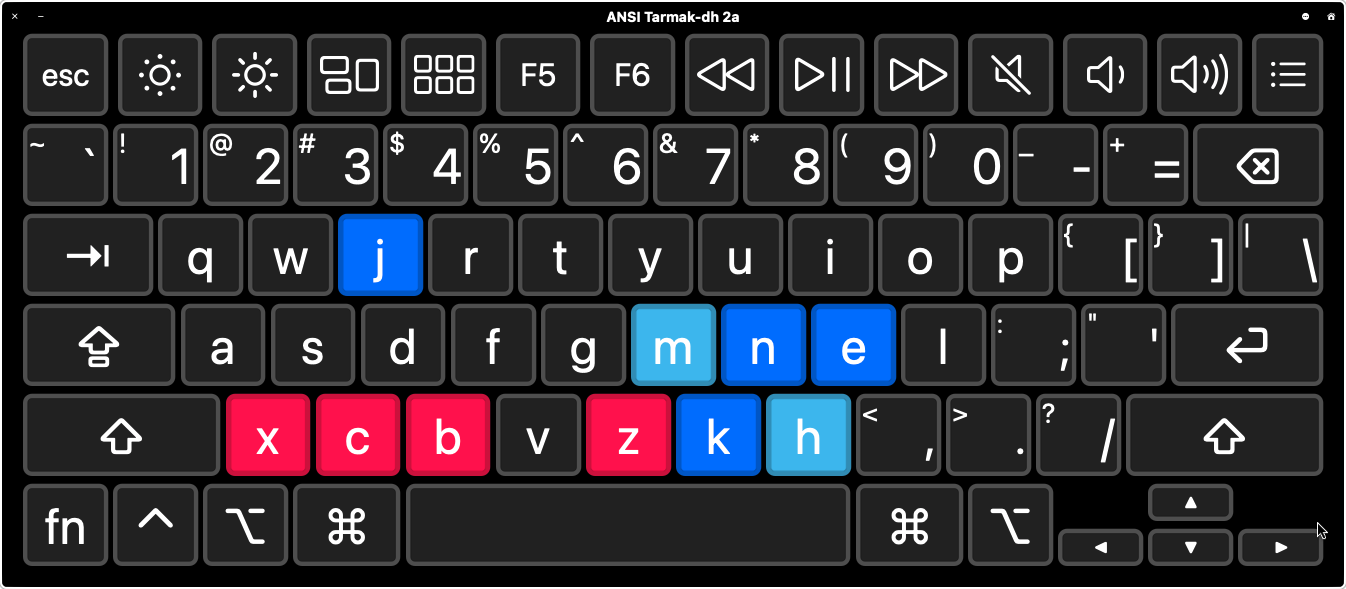 ANSI Tarmak-dh 2a
esc F5 F6
~ ` ! 1 @ 2 # 3 $ 4 % 5 ^ 6 & 7 * 8 ( 9 ) 0 _ - + =
q w j r t y u i o p { [ } ] | \
a s d f g m n e l : ; " '
x c b v z k h < , > . ? /
fn ^ ⌥ ⌘ ⌘ ⌥